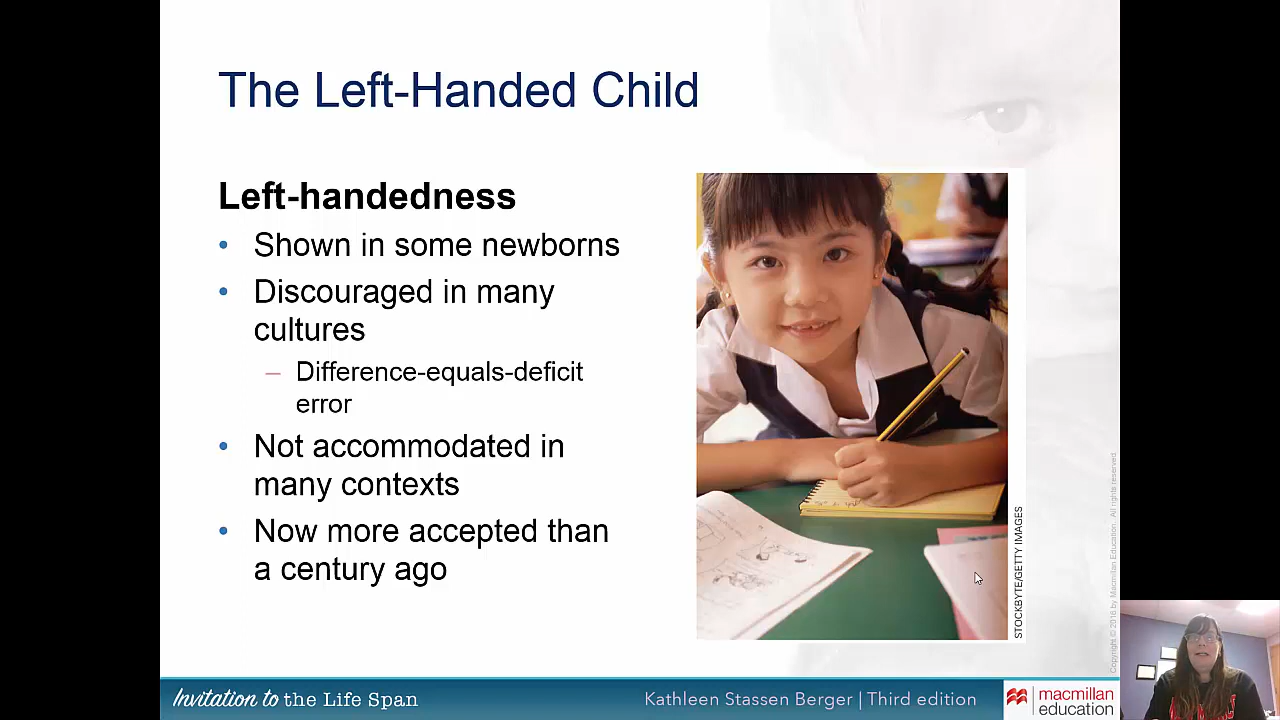 The Left-Handed Child
Left-handedness
• Shown in some newborns
• Discouraged in many
cultures
– Difference-equals-deficit
error
• Not accommodated in
many contexts
• Now more accepted than
a century ago
STOCKBYTE/GETTY IMAGES
Copyright © 2016 by Macmillan Education. All rights reserved.
Invitation to the Life Span
Kathleen Stassen Berger | Third edition
macmillan
education